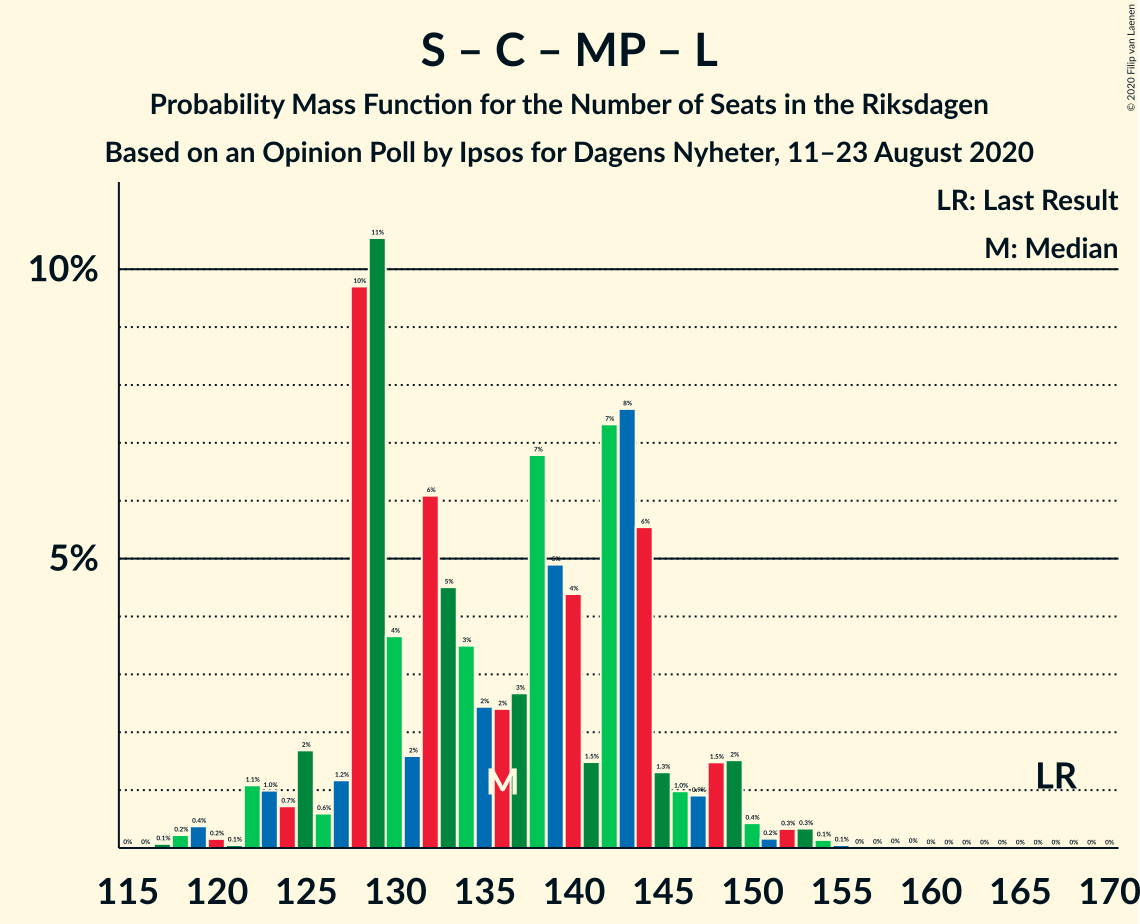 S – C – MP – L
Probability Mass Function for the Number of Seats in the Riksdagen
Based on an Opinion Poll by Ipsos for Dagens Nyheter, 11–23 August 2020
© 2020 Filip van Laenen
LR: Last Result
M: Median
10%
5%
0% 0% 0.1% 0.2% 0.4% 0.2% 0.1% 1.1% 1.0% 0.7% 2% 0.6% 1.2% 10% 11% 4% 2% 6% 5% 3% 2% 2% 3% 7% 5% 4% 1.5% 7% 8% 6% 1.3% 1.0% 0.9% 1.5% 2% 0.4% 0.2% 0.3% 0.3% 0.1% 0.1% 0% 0% 0% 0% 0% 0% 0% 0% 0% 0% 0% 0% 0% 0% 0%
M
LR
115 120 125 130 135 140 145 150 155 160 165 170